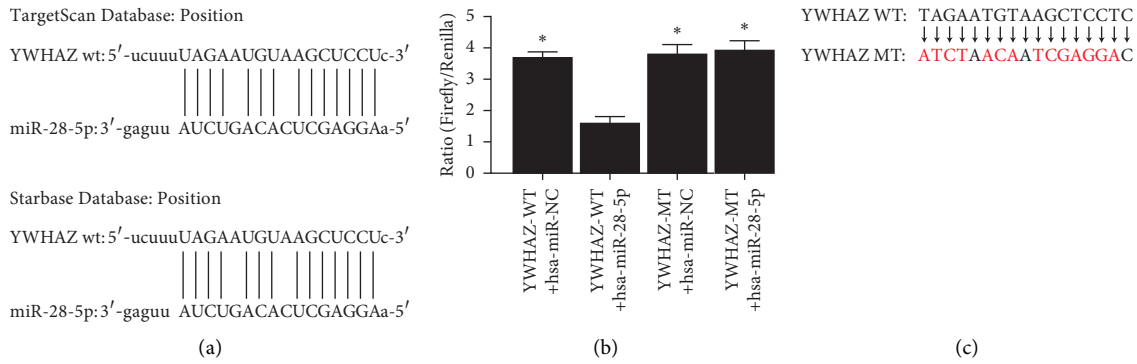 TargetScan Database: Position
YWHAZ wt: 5′-ucuuuUAGAAUGUAAGCUCCUc-3′
miR-28-5p: 3′-gaguu AUCUGACACUCGAGGAa-5′
Starbase Database: Position
YWHAZ wt: 5′-ucuuuUAGAAUGUAAGCUCCUc-3′
miR-28-5p: 3′-gaguu AUCUGACACUCGAGGAa-5′
(a)
Ratio (Firefly/Renilla)
5
4
3
2
1
0
*
*
*
YWHAZ-WT
+hsa-miR-NC
YWHAZ-WT
+hsa-miR-28-5p
YWHAZ-MT
+hsa-miR-NC
YWHAZ-MT
+hsa-miR-28-5p
(b)
YWHAZ WT: TAGAATGTAAGCTCCTC
YWHAZ MT: ATCTAACAATCGAGGAC
(c)